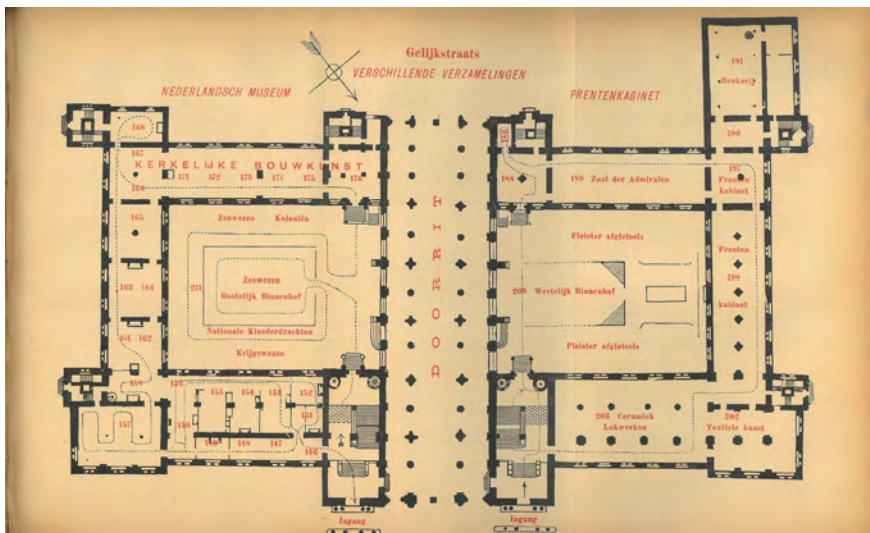 Gelijkstraats
VERSCHILLENDE VERZAMELINGEN
NEDERLANDSCH MUSEUM
PRENTENKABINET
191
Boekerij
190
168
167
KERKELIJKE BOUWKUNST
171 172 173 174 175 176
166
165
163 164
161 162
159
157
Zeewezen Koloniën
211
Zeewezen
Oostelijk Binnenhof
Nationale Kleederdrachten
Krijgswezen
155 154 153 152
151
150
149 148 147
146
Ingang
DOORRIT
188
189 Zaal der Admiralen
197
Prenten
kabinet
Prenten
198
kabinet
Pleister afgietsels
209 Westelijk Binnenhof
Pleister afgietsels
203 Ceramiek
Lakwerken
202
Textiele kunst
Ingang